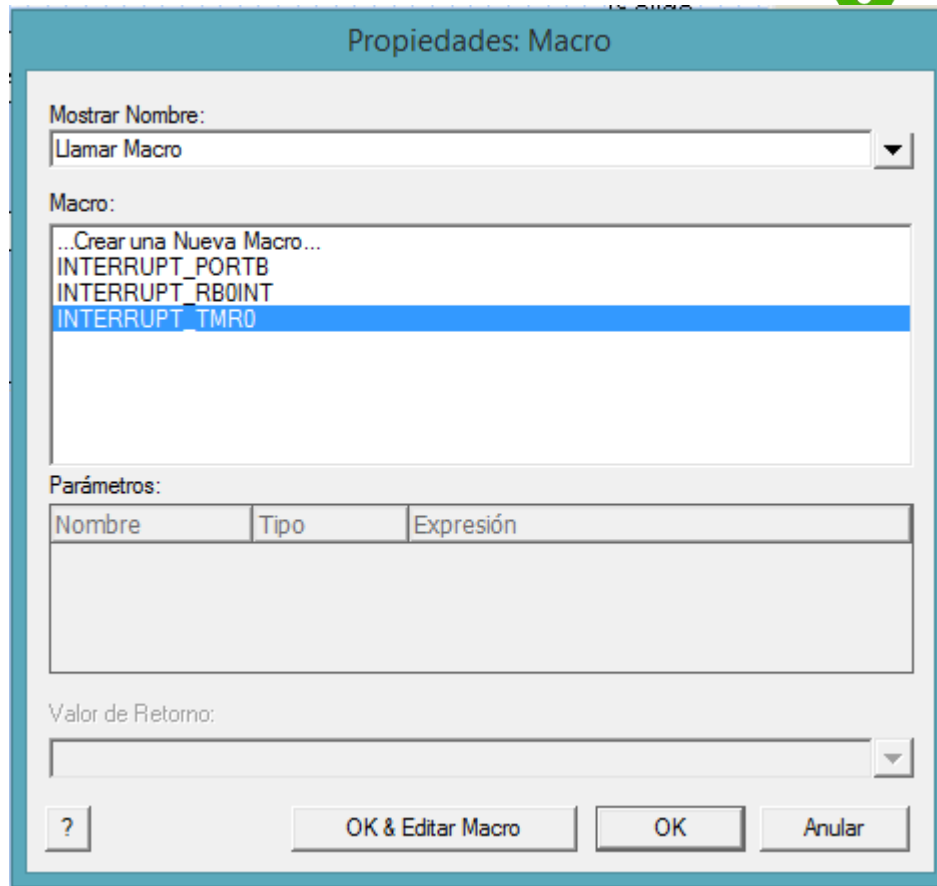 Propiedades: Macro
Mostrar Nombre:
Llamar Macro
Macro:
...Crear una Nueva Macro...
INTERRUPT_PORTB
INTERRUPT_RB0INT
INTERRUPT_TMR0
Parámetros:
Nombre Tipo Expresión
Valor de Retorno:
? OK & Editar Macro OK Anular